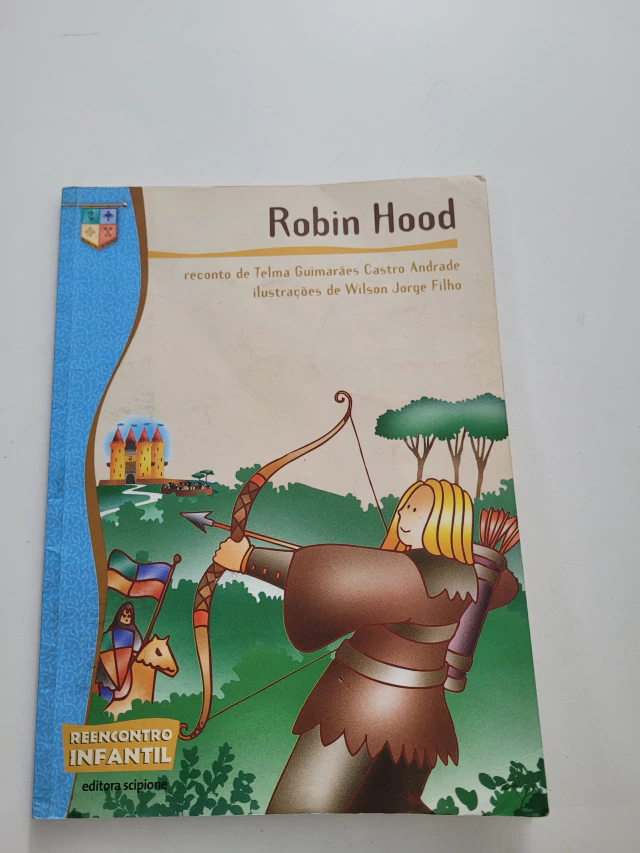 Robin Hood
reconto de Telma Guimarães Castro Andrade
ilustrações de Wilson Jorge Filho
REENCONTRO
INFANTIL
editora scipione